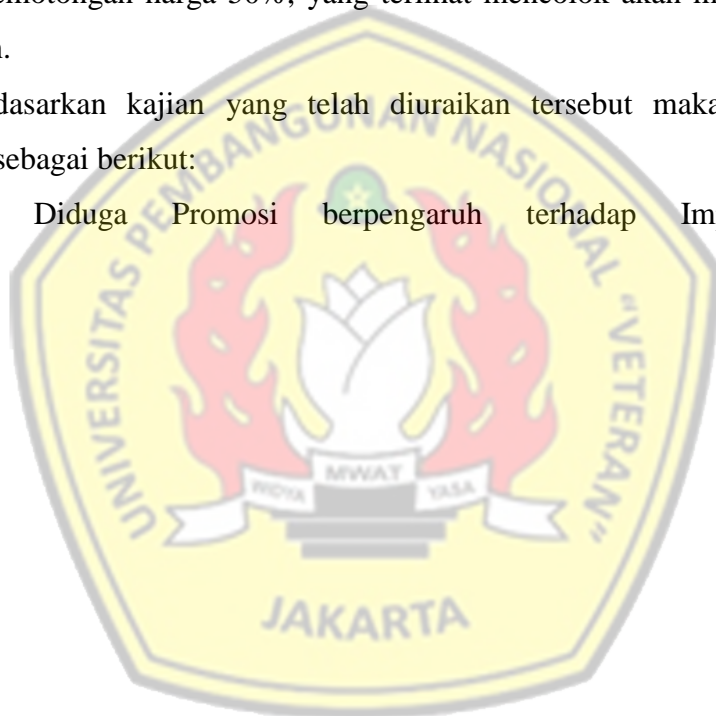 emotongan harga 50%, yang terlihat mencolok akan m
n.
dasarkan kajian yang telah diuraikan tersebut maka
sebagai berikut:
Diduga Promosi berpengaruh terhadap Im
UNIVERSITAS PEMBANGUNAN NASIONAL "VETERAN"
WIDYA MWAT YASA
JAKARTA